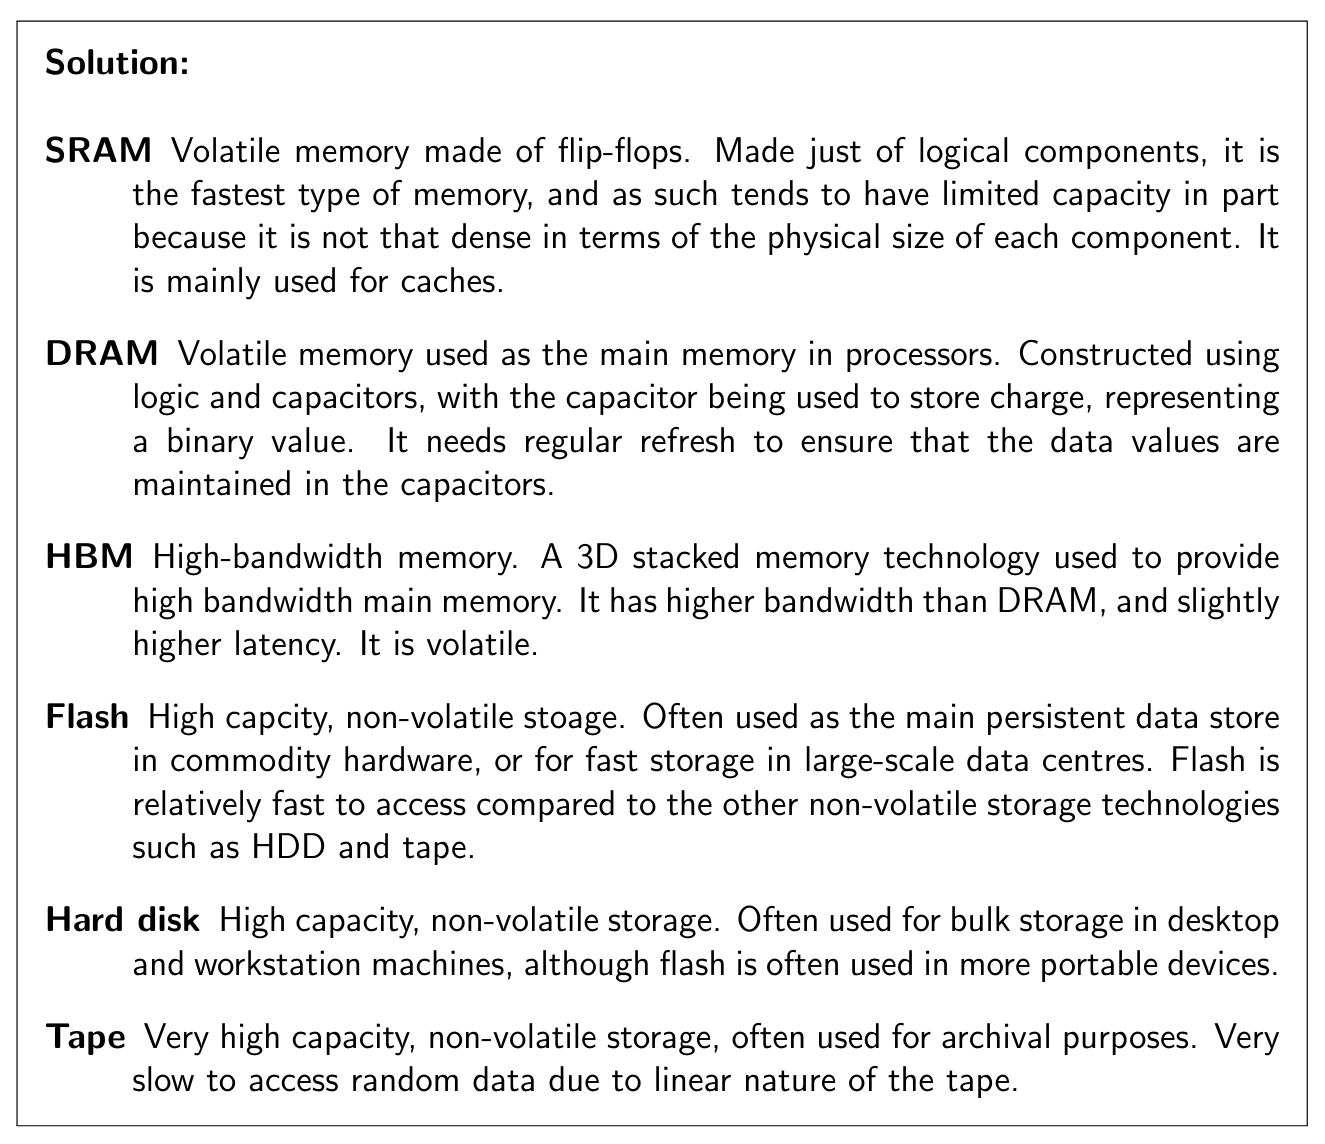 Solution:
SRAM Volatile memory made of flip-flops. Made just of logical components, it is
the fastest type of memory, and as such tends to have limited capacity in part
because it is not that dense in terms of the physical size of each component. It
is mainly used for caches.
DRAM Volatile memory used as the main memory in processors. Constructed using
logic and capacitors, with the capacitor being used to store charge, representing
a binary value. It needs regular refresh to ensure that the data values are
maintained in the capacitors.
HBM High-bandwidth memory. A 3D stacked memory technology used to provide
high bandwidth main memory. It has higher bandwidth than DRAM, and slightly
higher latency. It is volatile.
Flash High capcity, non-volatile stoage. Often used as the main persistent data store
in commodity hardware, or for fast storage in large-scale data centres. Flash is
relatively fast to access compared to the other non-volatile storage technologies
such as HDD and tape.
Hard disk High capacity, non-volatile storage. Often used for bulk storage in desktop
and workstation machines, although flash is often used in more portable devices.
Tape Very high capacity, non-volatile storage, often used for archival purposes. Very
slow to access random data due to linear nature of the tape.